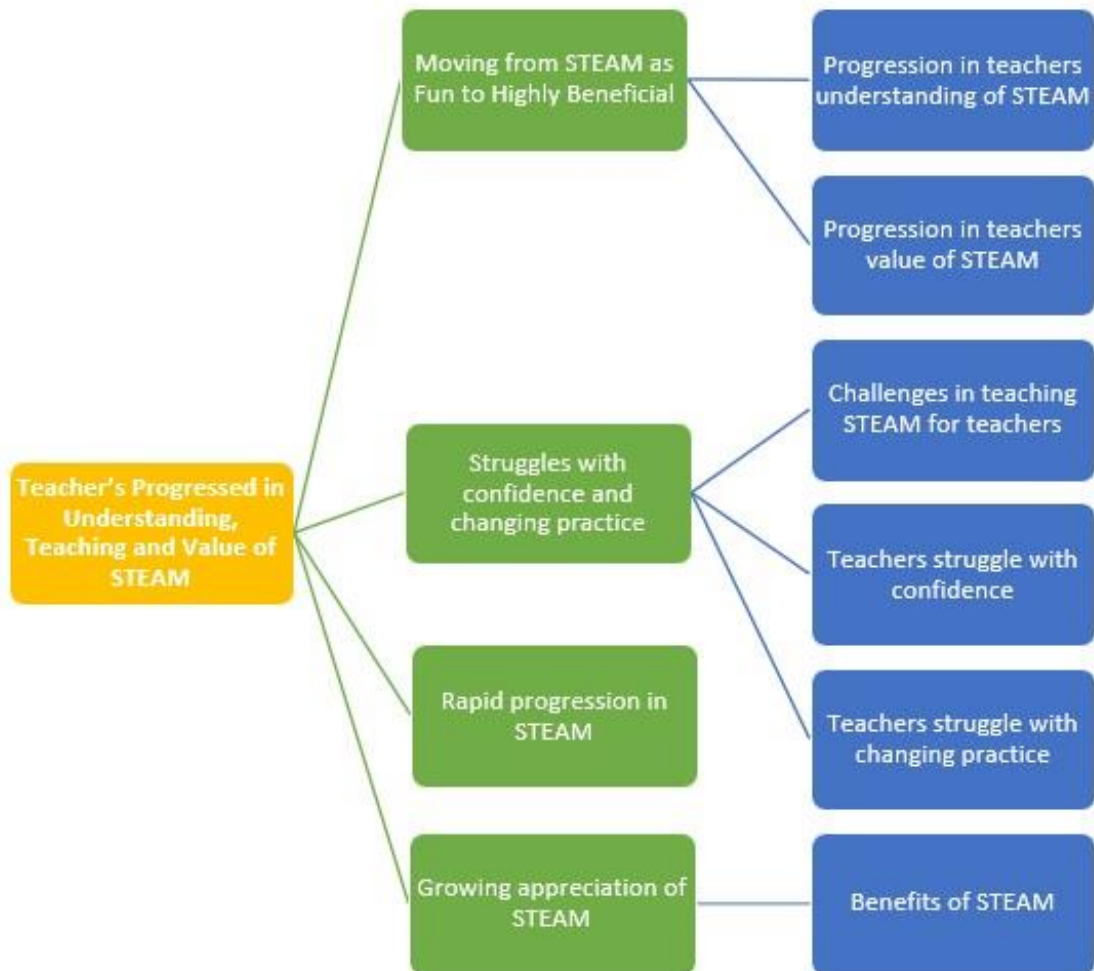 Moving from STEAM as
Fun to Highly Beneficial
Progression in teachers
understanding of STEAM
Progression in teachers
value of STEAM
Teacher's Progressed in
Understanding,
Teaching and Value of
STEAM
Struggles with
confidence and
changing practice
Challenges in teaching
STEAM for teachers
Teachers struggle with
confidence
Teachers struggle with
changing practice
Rapid progression in
STEAM
Growing appreciation of
STEAM
Benefits of STEAM